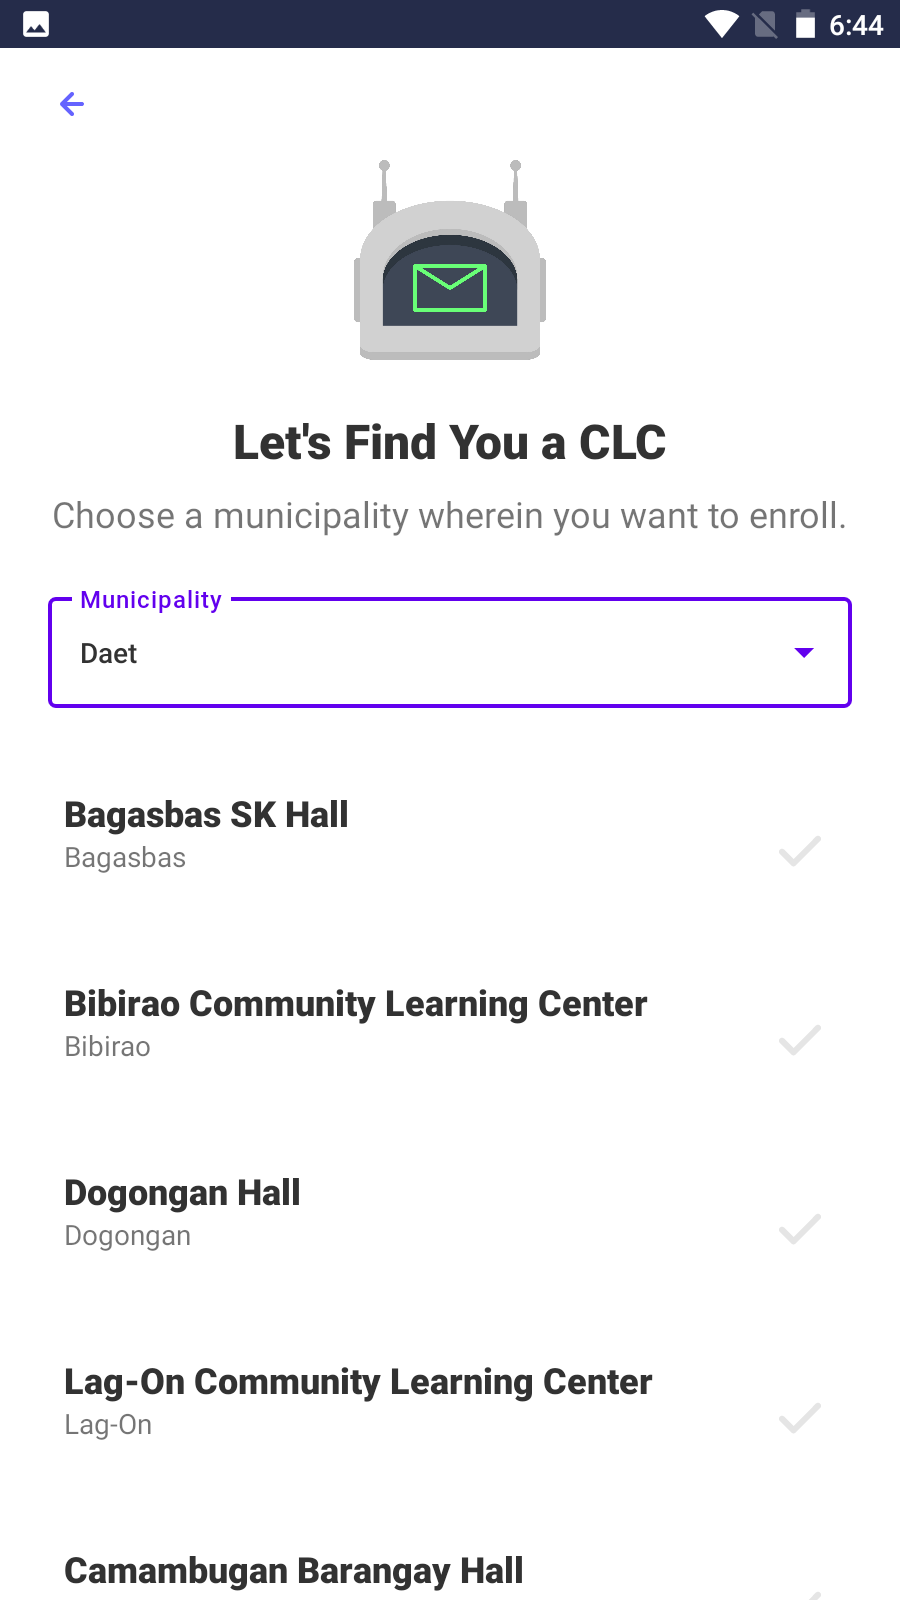 6:44
Let's Find You a CLC
Choose a municipality wherein you want to enroll.
Municipality
Daet
Bagasbas SK Hall
Bagasbas
Bibirao Community Learning Center
Bibirao
Dogongan Hall
Dogongan
Lag-On Community Learning Center
Lag-On
Camambugan Barangay Hall